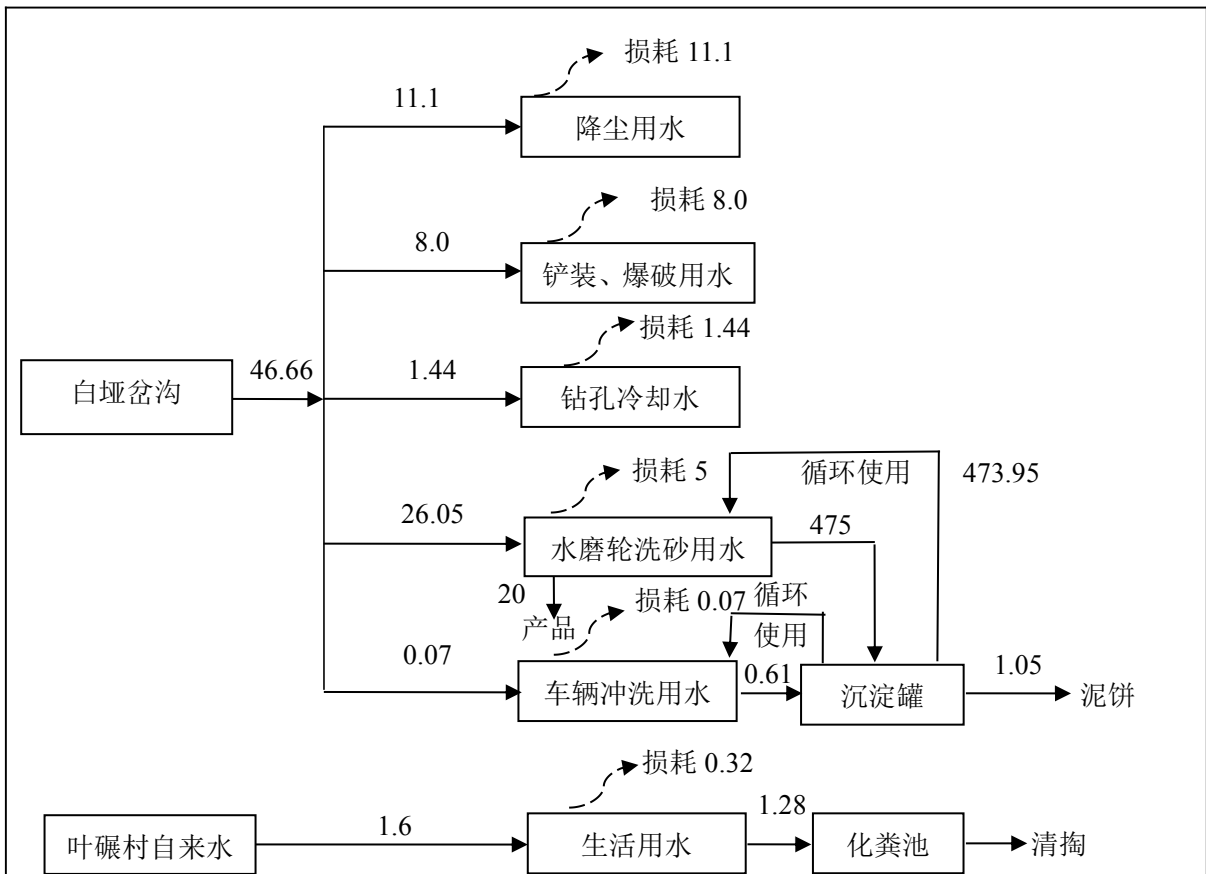 损耗 11.1
11.1
降尘用水
损耗 8.0
8.0
铲装、爆破用水
损耗 1.44
白垭岔沟
46.66
1.44
钻孔冷却水
损耗 5
循环使用
473.95
26.05
水磨轮洗砂用水
475
20
产品
损耗 0.07
循环
使用
0.07
车辆冲洗用水
0.61
沉淀罐
1.05
泥饼
损耗 0.32
叶碾村自来水
1.6
生活用水
1.28
化粪池
清掏